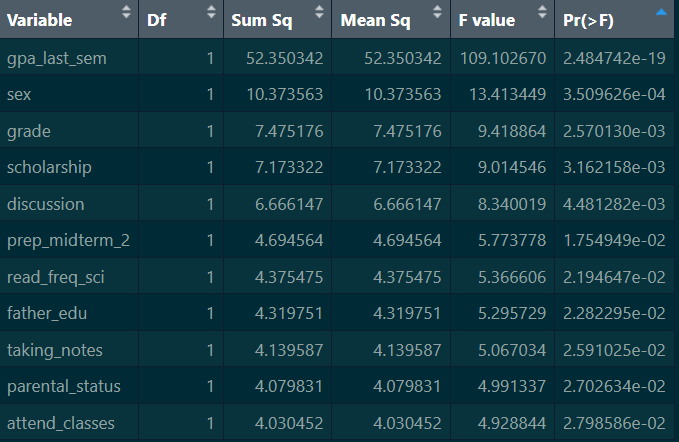 Variable Df Sum Sq Mean Sq F value Pr(>F)
gpa_last_sem 1 52.350342 52.350342 109.102670 2.484742e-19
sex 1 10.373563 10.373563 13.413449 3.509626e-04
grade 1 7.475176 7.475176 9.418864 2.570130e-03
scholarship 1 7.173322 7.173322 9.014546 3.162158e-03
discussion 1 6.666147 6.666147 8.340019 4.481282e-03
prep_midterm_2 1 4.694564 4.694564 5.773778 1.754949e-02
read_freq_sci 1 4.375475 4.375475 5.366606 2.194647e-02
father_edu 1 4.319751 4.319751 5.295729 2.282295e-02
taking_notes 1 4.139587 4.139587 5.067034 2.591025e-02
parental_status 1 4.079831 4.079831 4.991337 2.702634e-02
attend_classes 1 4.030452 4.030452 4.928844 2.798586e-02